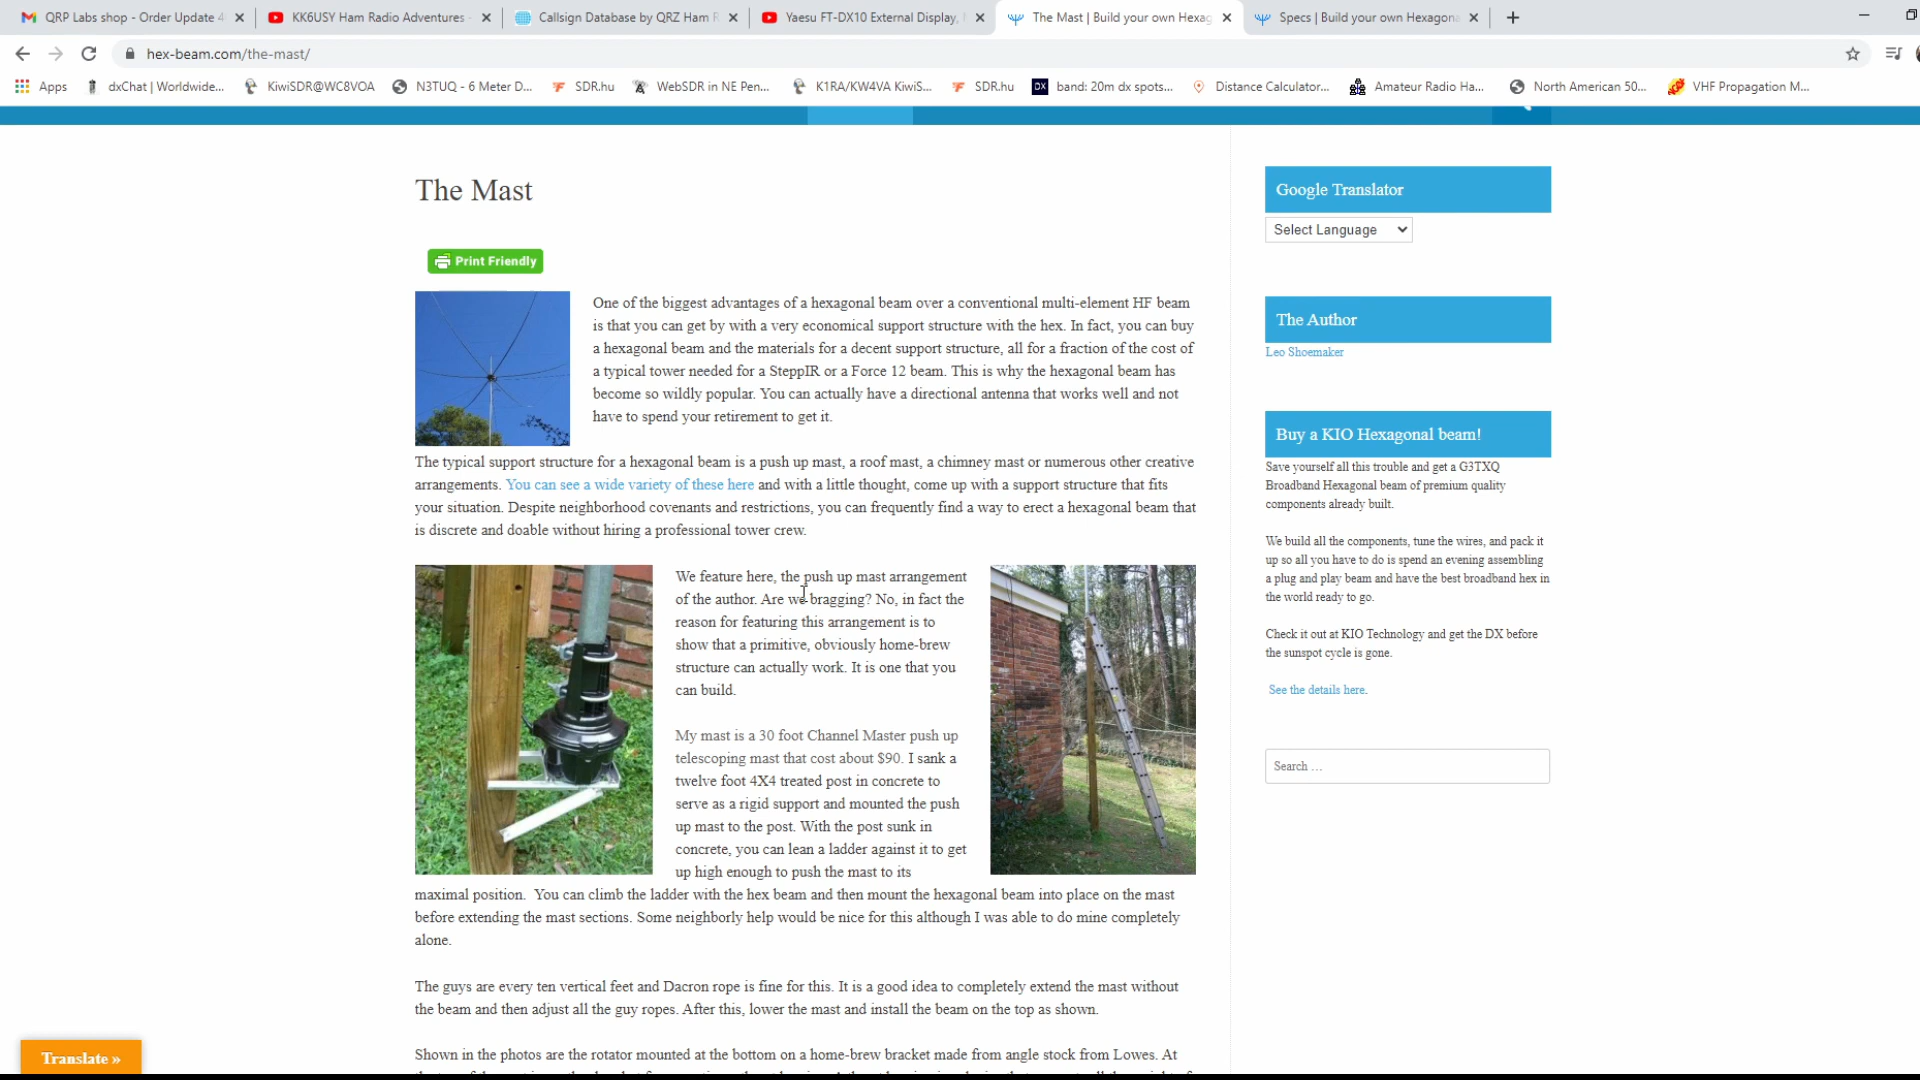 QRP Labs shop - Order Update 4
KK6USY Ham Radio Adventures -
Callsign Database by QRZ Ham R
Yaesu FT-DX10 External Display,
The Mast | Build your own Hexag
Specs | Build your own Hexagona
hex-beam.com/the-mast/
Apps
dxChat | Worldwide...
KiwiSDR@WC8VOA
N3TUQ - 6 Meter D...
SDR.hu
WebSDR in NE Pen...
K1RA/KW4VA KiwiS...
SDR.hu
DX
band: 20m dx spots...
Distance Calculator...
Amateur Radio Ha...
North American 50...
VHF Propagation M...
The Mast
Print Friendly
One of the biggest advantages of a hexagonal beam over a conventional multi-element HF beam
is that you can get by with a very economical support structure with the hex. In fact, you can buy
a hexagonal beam and the materials for a decent support structure, all for a fraction of the cost of
a typical tower needed for a SteppIR or a Force 12 beam. This is why the hexagonal beam has
become so wildly popular. You can actually have a directional antenna that works well and not
have to spend your retirement to get it.
The typical support structure for a hexagonal beam is a push up mast, a roof mast, a chimney mast or numerous other creative
arrangements. You can see a wide variety of these here and with a little thought, come up with a support structure that fits
your situation. Despite neighborhood covenants and restrictions, you can frequently find a way to erect a hexagonal beam that
is discrete and doable without hiring a professional tower crew.
We feature here, the push up mast arrangement
of the author. Are we bragging? No, in fact the
reason for featuring this arrangement is to
show that a primitive, obviously home-brew
structure can actually work. It is one that you
can build.
My mast is a 30 foot Channel Master push up
telescoping mast that cost about $90. I sank a
twelve foot 4X4 treated post in concrete to
serve as a rigid support and mounted the push
up mast to the post. With the post sunk in
concrete, you can lean a ladder against it to get
up high enough to push the mast to its
maximal position. You can climb the ladder with the hex beam and then mount the hexagonal beam into place on the mast
before extending the mast sections. Some neighborly help would be nice for this although I was able to do mine completely
alone.
The guys are every ten vertical feet and Dacron rope is fine for this. It is a good idea to completely extend the mast without
the beam and then adjust all the guy ropes. After this, lower the mast and install the beam on the top as shown.
Shown in the photos are the rotator mounted at the bottom on a home-brew bracket made from angle stock from Lowes. At
Google Translator
Select Language
The Author
Leo Shoemaker
Buy a KIO Hexagonal beam!
Save yourself all this trouble and get a G3TXQ
Broadband Hexagonal beam of premium quality
components already built.
We build all the components, tune the wires, and pack it
up so all you have to do is spend an evening assembling
a plug and play beam and have the best broadband hex in
the world ready to go.
Check it out at KIO Technology and get the DX before
the sunspot cycle is gone.
See the details here.
Search ...
Translate »